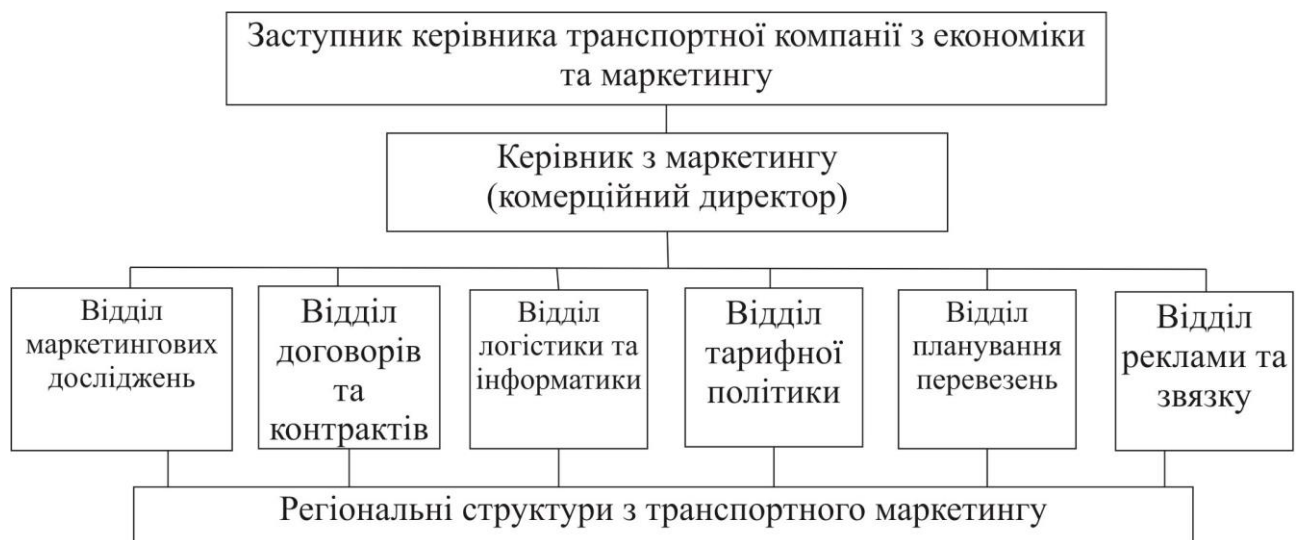 Заступник керівника транспортної компанії з економіки
та маркетингу
Керівник з маркетингу
(комерційний директор)
Відділ
маркетингових
досліджень
Відділ
договорів
та
контрактів
Відділ
логістики та
інформатики
Відділ
тарифної
політики
Відділ
планування
перевезень
Відділ
реклами та
звязку
Регіональні структури з транспортного маркетингу